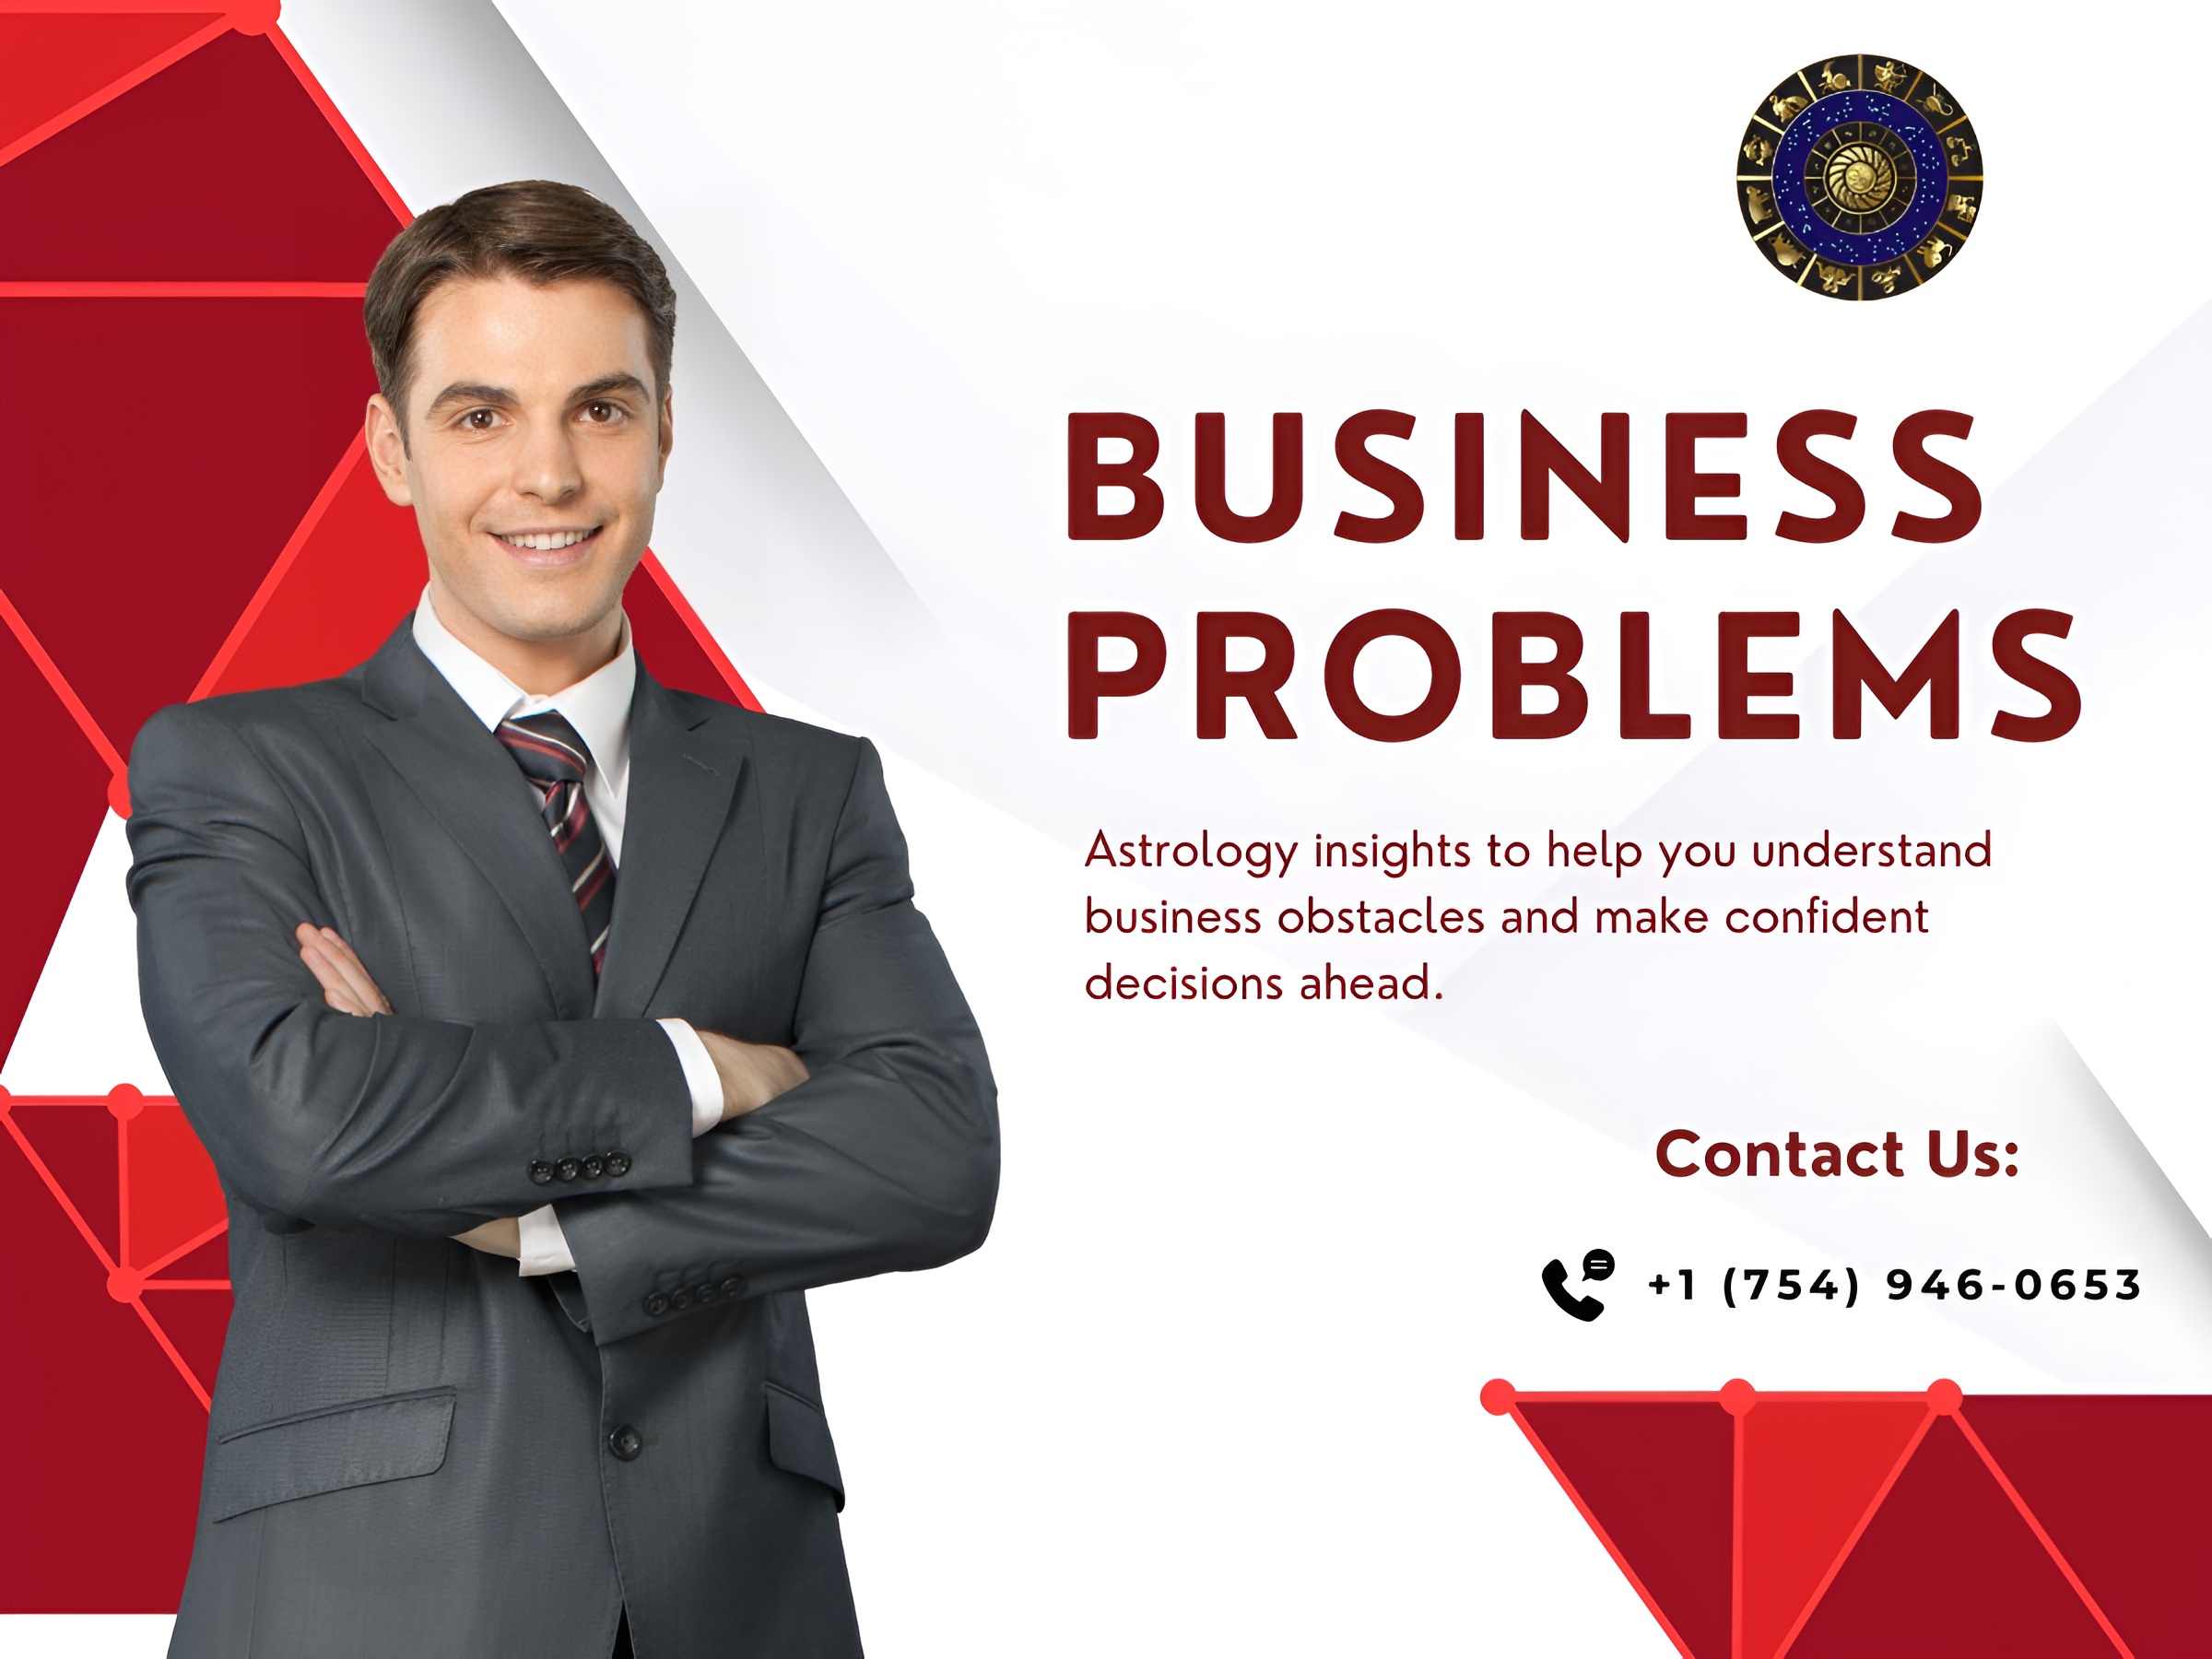 BUSINESS
PROBLEMS
Astrology insights to help you understand
business obstacles and make confident
decisions ahead.
Contact Us:
+1 (754) 946-0653